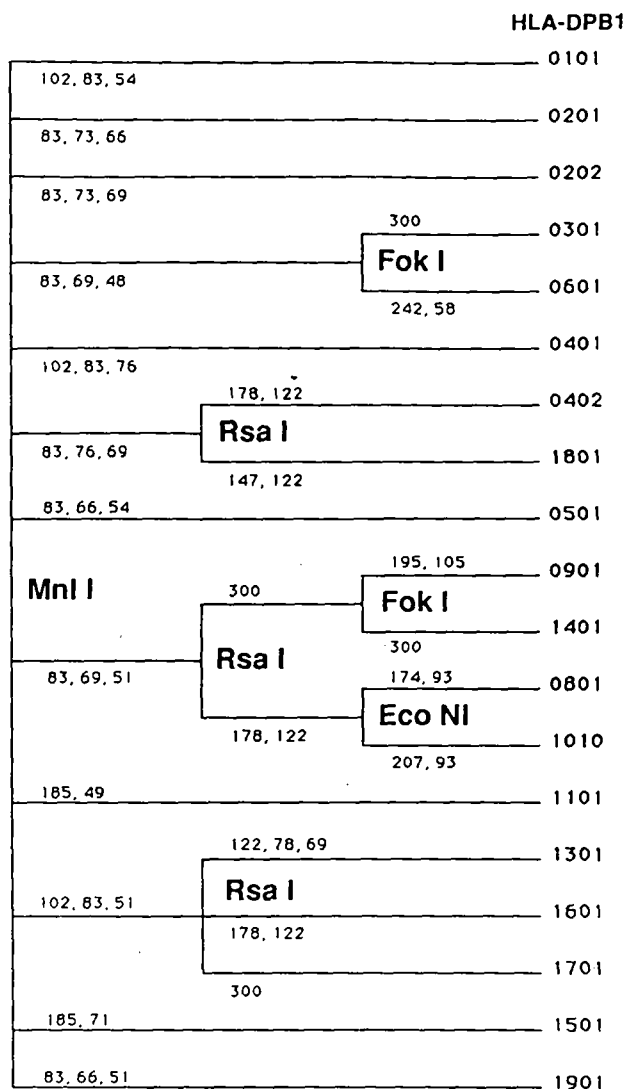 HLA-DPB1
0101
102, 83, 54
0201
83, 73, 66
0202
83, 73, 69
300
0301
Fok I
83, 69, 48
0601
242, 58
0401
102, 83, 76
178, 122
0402
Rsa I
83, 76, 69
1801
147, 122
0501
83, 66, 54
195, 105
0901
Mnl I
300
Fok I
1401
300
Rsa I
83, 69, 51
174, 93
0801
Eco NI
178, 122
1010
207, 93
185, 49
1101
122, 78, 69
1301
Rsa I
102, 83, 51
1601
178, 122
1701
300
185, 71
1501
83, 66, 51
1901